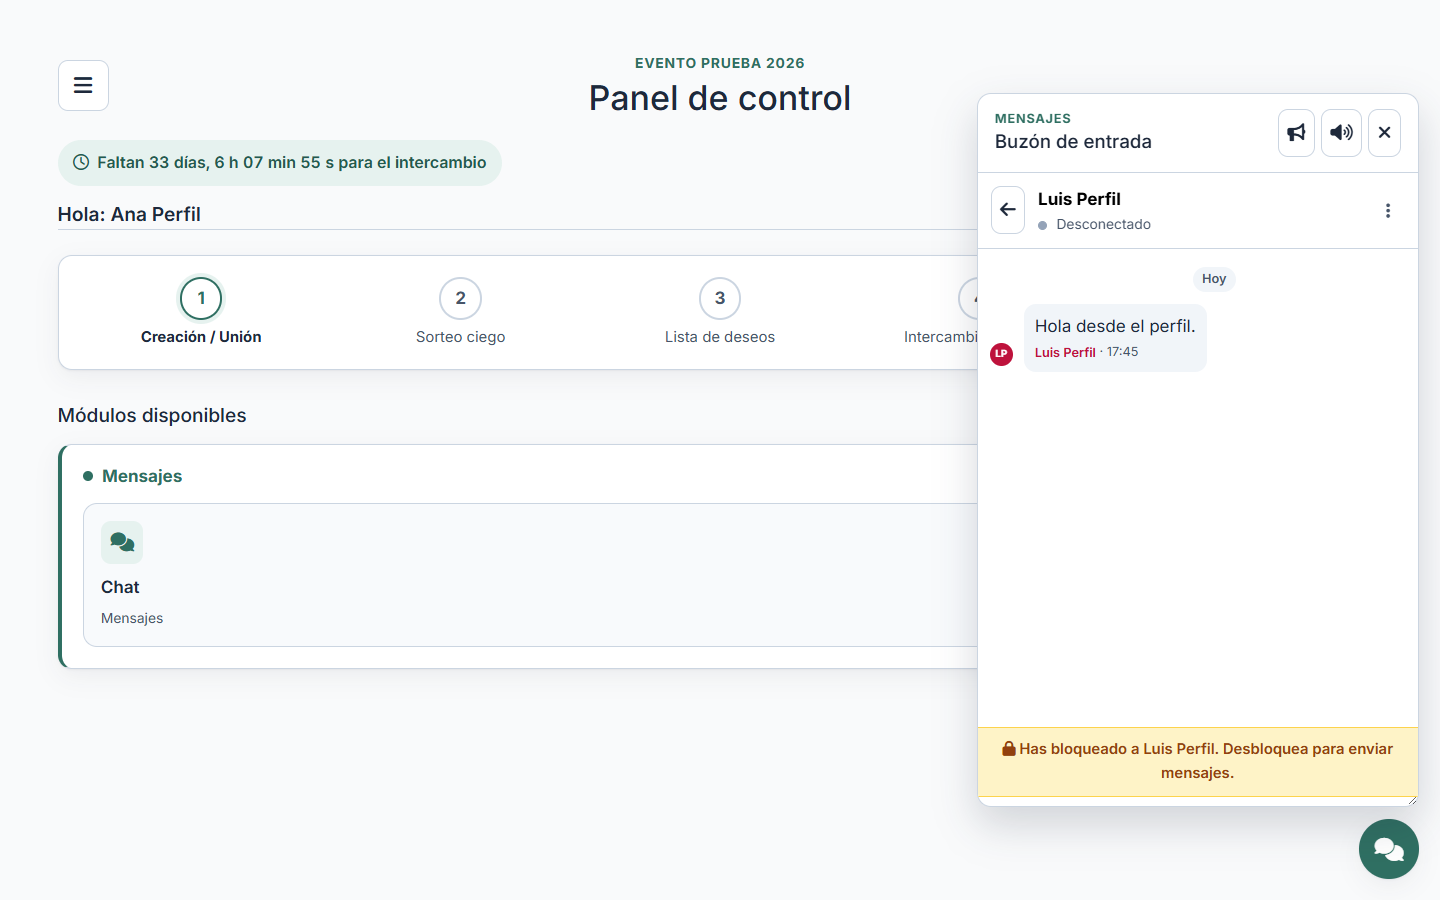 EVENTO PRUEBA 2026
Panel de control
Faltan 33 días, 6 h 07 min 55 s para el intercambio
Hola: Ana Perfil
1
Creación / Unión
2
Sorteo ciego
3
Lista de deseos
Módulos disponibles
Mensajes
Chat
Mensajes
MENSAJES
Buzón de entrada
Luis Perfil
Desconectado
Hoy
Hola desde el perfil.
LP
Luis Perfil · 17:45
Has bloqueado a Luis Perfil. Desbloquea para enviar
mensajes.